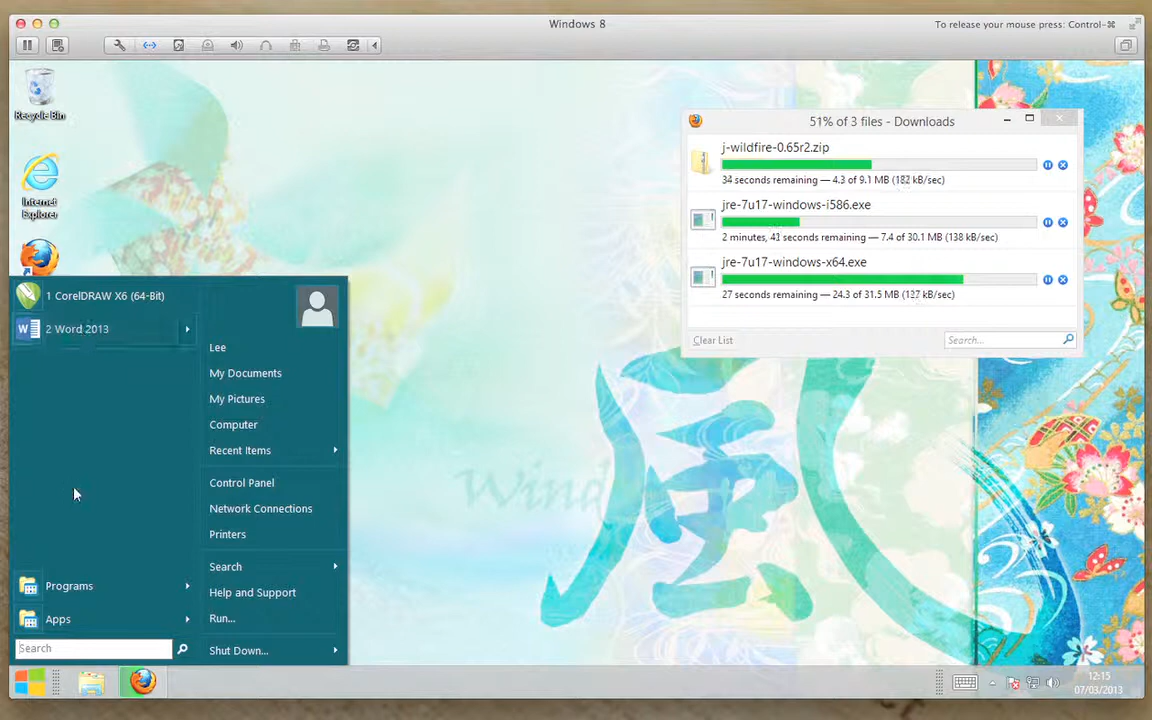 Windows 8
To release your mouse press: Control-⌘
Recycle Bin
Internet
Explorer
51% of 3 files - Downloads
j-wildfire-0.65r2.zip
34 seconds remaining — 4.3 of 9.1 MB (182 kB/sec)
jre-7u17-windows-i586.exe
2 minutes, 41 seconds remaining — 7.4 of 30.1 MB (138 kB/sec)
jre-7u17-windows-x64.exe
27 seconds remaining — 24.3 of 31.5 MB (137 kB/sec)
Clear List
Search...
1 CorelDRAW X6 (64-Bit)
W
2 Word 2013
Lee
My Documents
My Pictures
Computer
Recent Items
Control Panel
Network Connections
Printers
Programs
Search
Apps
Help and Support
Run...
Search
Shut Down...
Wind
風
12:15
07/03/2013